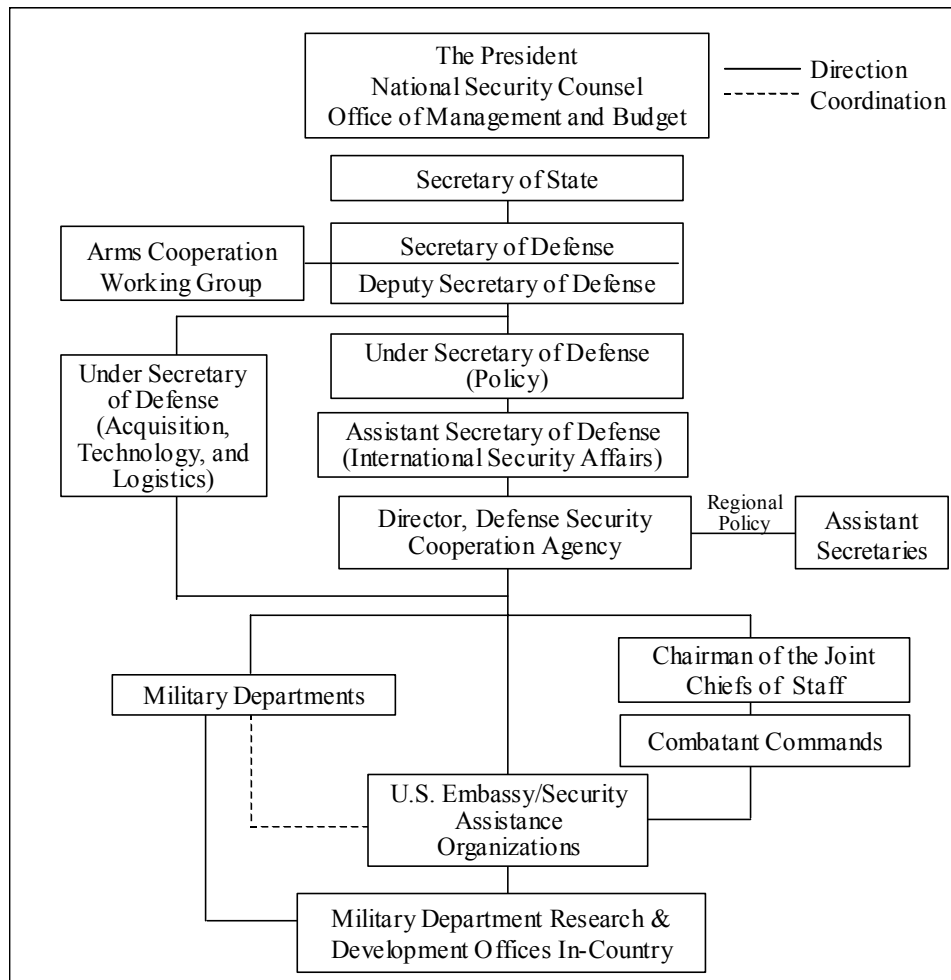 The President
National Security Counsel
Office of Management and Budget
Direction
Coordination
Secretary of State
Arms Cooperation
Working Group
Secretary of Defense
Deputy Secretary of Defense
Under Secretary
of Defense
(Acquisition,
Technology, and
Logistics)
Under Secretary of Defense
(Policy)
Assistant Secretary of Defense
(International Security Affairs)
Director, Defense Security
Cooperation Agency
Regional
Policy
Assistant
Secretaries
Military Departments
Chairman of the Joint
Chiefs of Staff
Combatant Commands
U.S. Embassy/Security
Assistance
Organizations
Military Department Research &
Development Offices In-Country